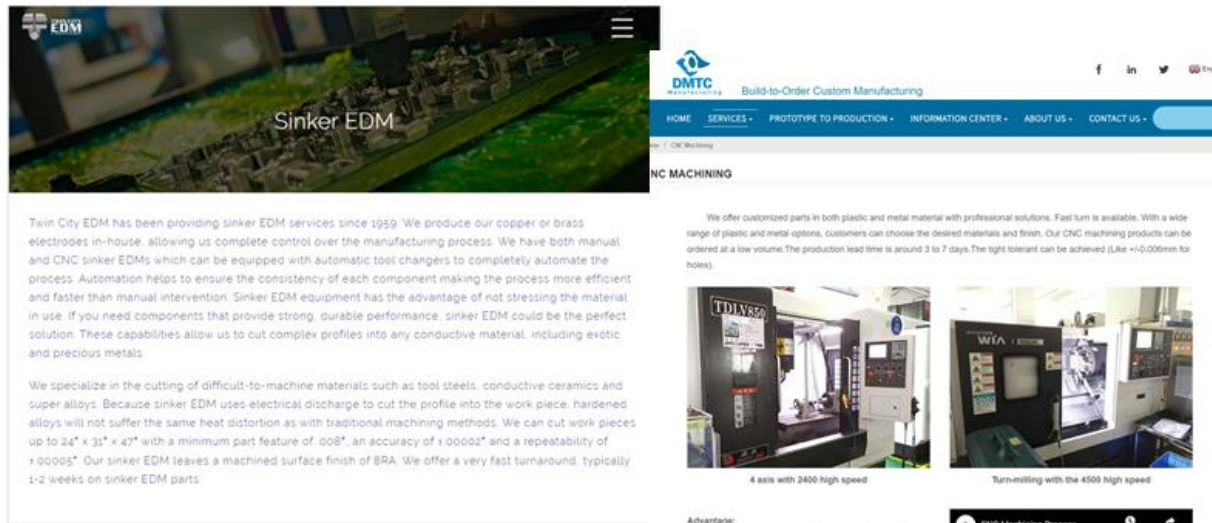 TWIN CITY
EDM
Sinker EDM
Twin City EDM has been providing sinker EDM services since 1959. We produce our copper or brass
electrodes in-house, allowing us complete control over the manufacturing process. We have both manual
and CNC sinker EDMs which can be equipped with automatic tool changers to completely automate the
process. Automation helps to ensure the consistency of each component making the process more efficient
and faster than manual intervention. Sinker EDM equipment has the advantage of not stressing the material
in use. If you need components that provide strong, durable performance, sinker EDM could be the perfect
solution. These capabilities allow us to cut complex profiles into any conductive material, including exotic
and precious metals.
We specialize in the cutting of difficult-to-machine materials such as tool steels, conductive ceramics and
super alloys. Because sinker EDM uses electrical discharge to cut the profile into the work piece, hardened
alloys will not suffer the same heat distortion as with traditional machining methods. We can cut work pieces
up to 24" x 31" x 47" with a minimum part feature of .008", an accuracy of ±.00002" and a repeatability of
±.00005". Our sinker EDM leaves a machined surface finish of 8RA. We offer a very fast turnaround, typically
1-2 weeks on sinker EDM parts.
DMTC
Manufacturing
Build-to-Order Custom Manufacturing
f in Eng
HOME SERVICES PROTOTYPE TO PRODUCTION INFORMATION CENTER ABOUT US CONTACT US
/ CNC Machining
NC MACHINING
We offer customized parts in both plastic and metal material with professional solutions. Fast turn is available. With a wide
range of plastic and metal options, customers can choose the desired materials and finish. Our CNC machining products can be
ordered at a low volume.The production lead time is around 3 to 7 days.The tight tolerant can be achieved (Like +/-0.006mm for
holes).
TDLV850
WIA
4 axis with 2400 high speed
Turn-milling with the 4500 high speed
Advantage: